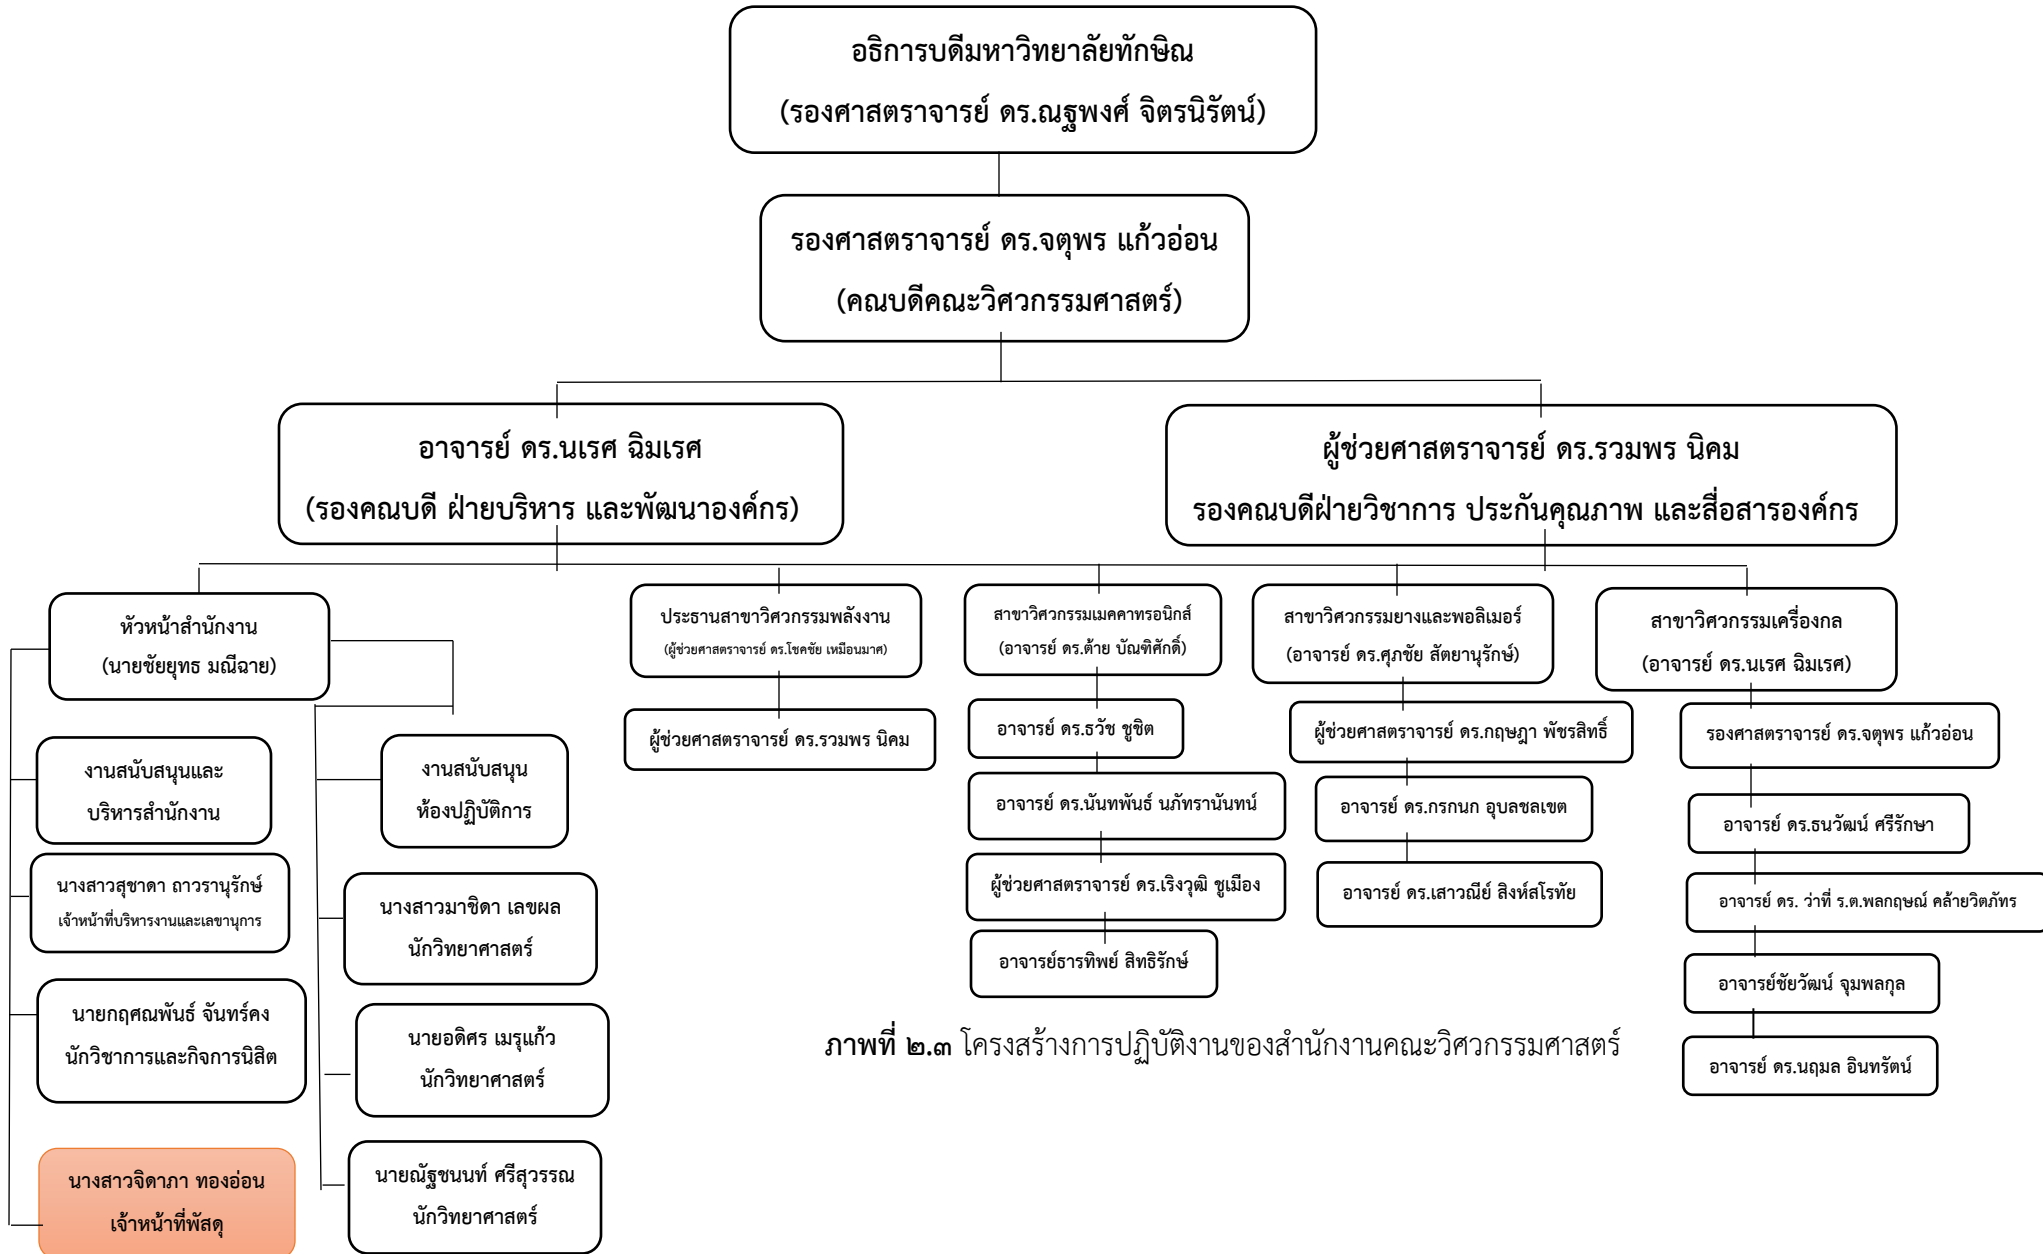 อธิการบดีมหาวิทยาลัยทักษิณ
(รองศาสตราจารย์ ดร.ณฐพงศ์ จิตรนิรัตน์)
รองศาสตราจารย์ ดร.จตุพร แก้วอ่อน
(คณบดีคณะวิศวกรรมศาสตร์)
อาจารย์ ดร.นเรศ ฉิมเรศ
(รองคณบดี ฝ่ายบริหาร และพัฒนาองค์กร)
ผู้ช่วยศาสตราจารย์ ดร.รวมพร นิคม
รองคณบดีฝ่ายวิชาการ ประกันคุณภาพ และสื่อสารองค์กร
หัวหน้าสำนักงาน
(นายชัยยุทธ มณีฉาย)
งานสนับสนุนและ
บริหารสำนักงาน
นางสาวสุชาดา ถาวรานุรักษ์
เจ้าหน้าที่บริหารงานและเลขานุการ
นายกฤศณพันธ์ จันทร์คง
นักวิชาการและกิจการนิสิต
นางสาวจิดาภา ทองอ่อน
เจ้าหน้าที่พัสดุ
งานสนับสนุน
ห้องปฏิบัติการ
นางสาวมาชิดา เลขผล
นักวิทยาศาสตร์
นายอดิศร เมรุแก้ว
นักวิทยาศาสตร์
นายณัฐชนนท์ ศรีสุวรรณ
นักวิทยาศาสตร์
ประธานสาขาวิศวกรรมพลังงาน
(ผู้ช่วยศาสตราจารย์ ดร.โชคชัย เหมือนมาศ)
ผู้ช่วยศาสตราจารย์ ดร.รวมพร นิคม
สาขาวิศวกรรมเมคคาทรอนิกส์
(อาจารย์ ดร.ต้าย บัณฑิศักดิ์)
อาจารย์ ดร.ธวัช ชูชิต
อาจารย์ ดร.นันทพันธ์ นภัทรานันทน์
ผู้ช่วยศาสตราจารย์ ดร.เริงวุฒิ ชูเมือง
อาจารย์ธารทิพย์ สิทธิรักษ์
สาขาวิศวกรรมยางและพอลิเมอร์
(อาจารย์ ดร.ศุภชัย สัตยานุรักษ์)
ผู้ช่วยศาสตราจารย์ ดร.กฤษฎา พัชรสิทธิ์
อาจารย์ ดร.กรกนก อุบลชลเขต
อาจารย์ ดร.เสาวณีย์ สิงห์สโรทัย
สาขาวิศวกรรมเครื่องกล
(อาจารย์ ดร.นเรศ ฉิมเรศ)
รองศาสตราจารย์ ดร.จตุพร แก้วอ่อน
อาจารย์ ดร.ธนวัฒน์ ศรีรักษา
อาจารย์ ดร. ว่าที่ ร.ต.พลกฤษณ์ คล้ายวิตภัทร
อาจารย์ชัยวัฒน์ จุมพลกุล
อาจารย์ ดร.นฤมล อินทรัตน์
ภาพที่ ๒.๓ โครงสร้างการปฏิบัติงานของสำนักงานคณะวิศวกรรมศาสตร์